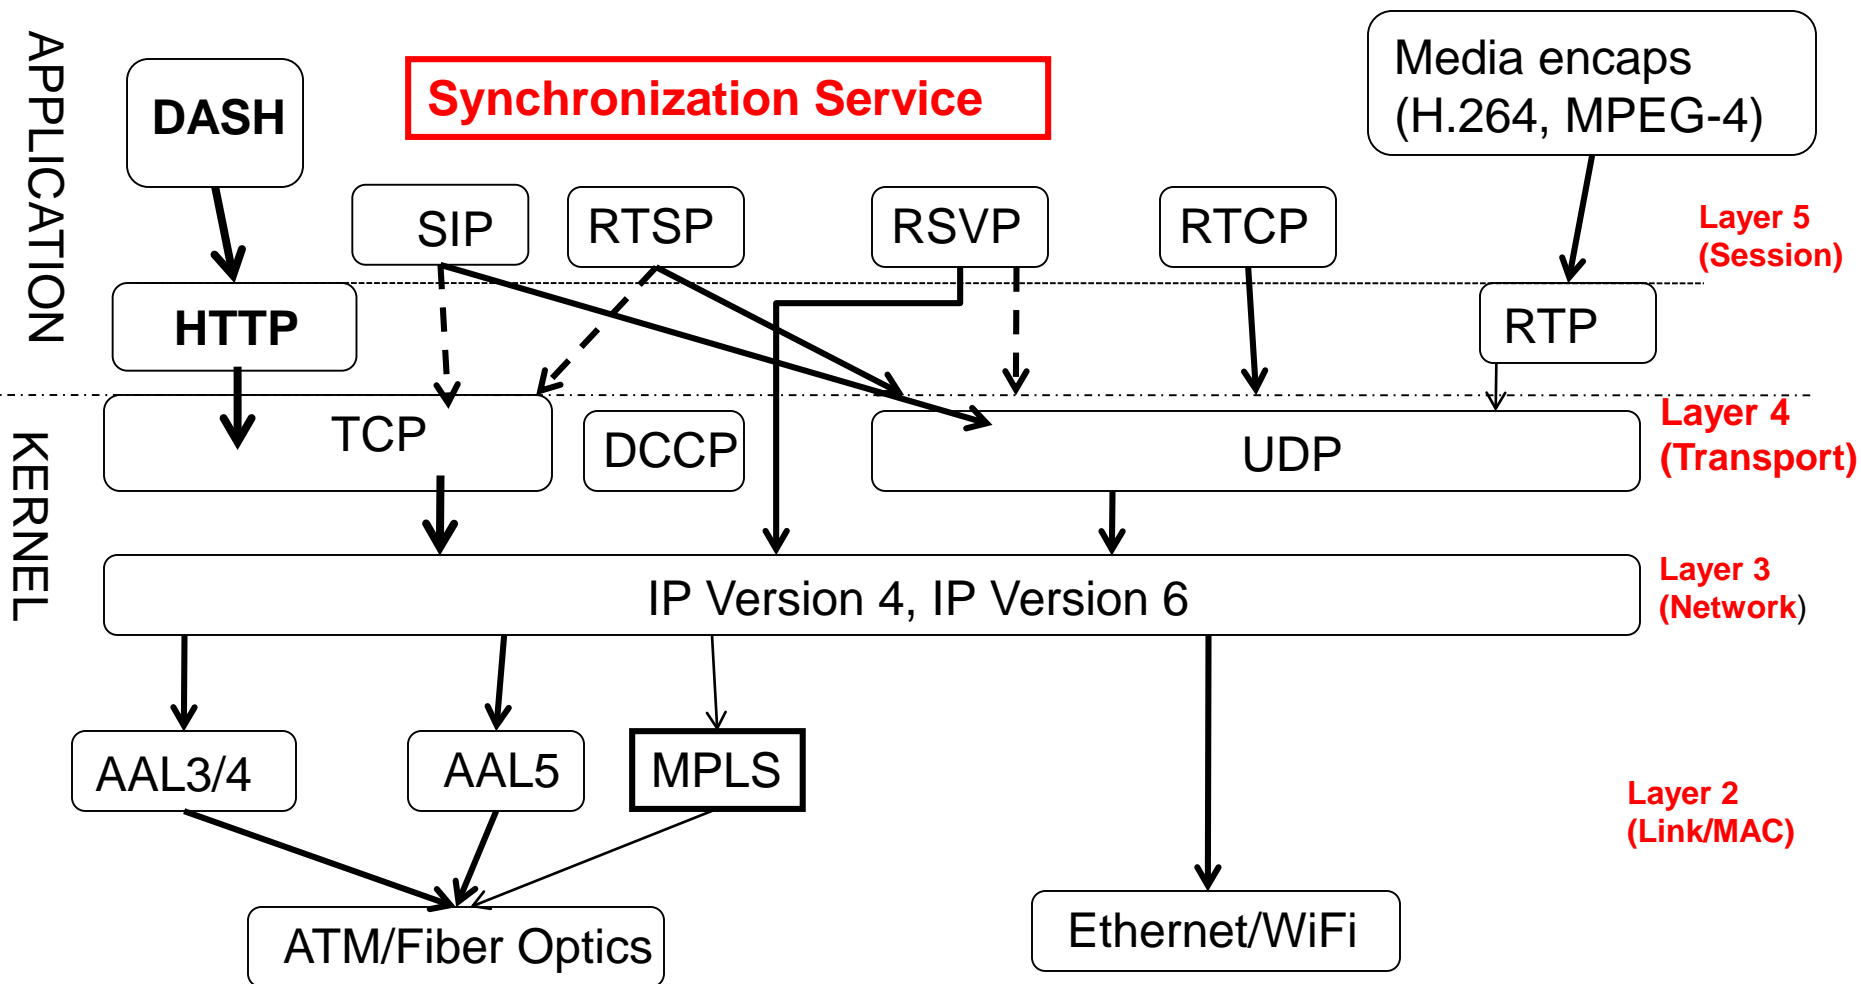 APPLICATION
Media encaps
(H.264, MPEG-4)
DASH
Synchronization Service
SIP
RTSP
RSVP
RTCP
Layer 5
(Session)
HTTP
RTP
KERNEL
TCP
DCCP
UDP
Layer 4
(Transport)
IP Version 4, IP Version 6
Layer 3
(Network)
AAL3/4
AAL5
MPLS
Layer 2
(Link/MAC)
ATM/Fiber Optics
Ethernet/WiFi